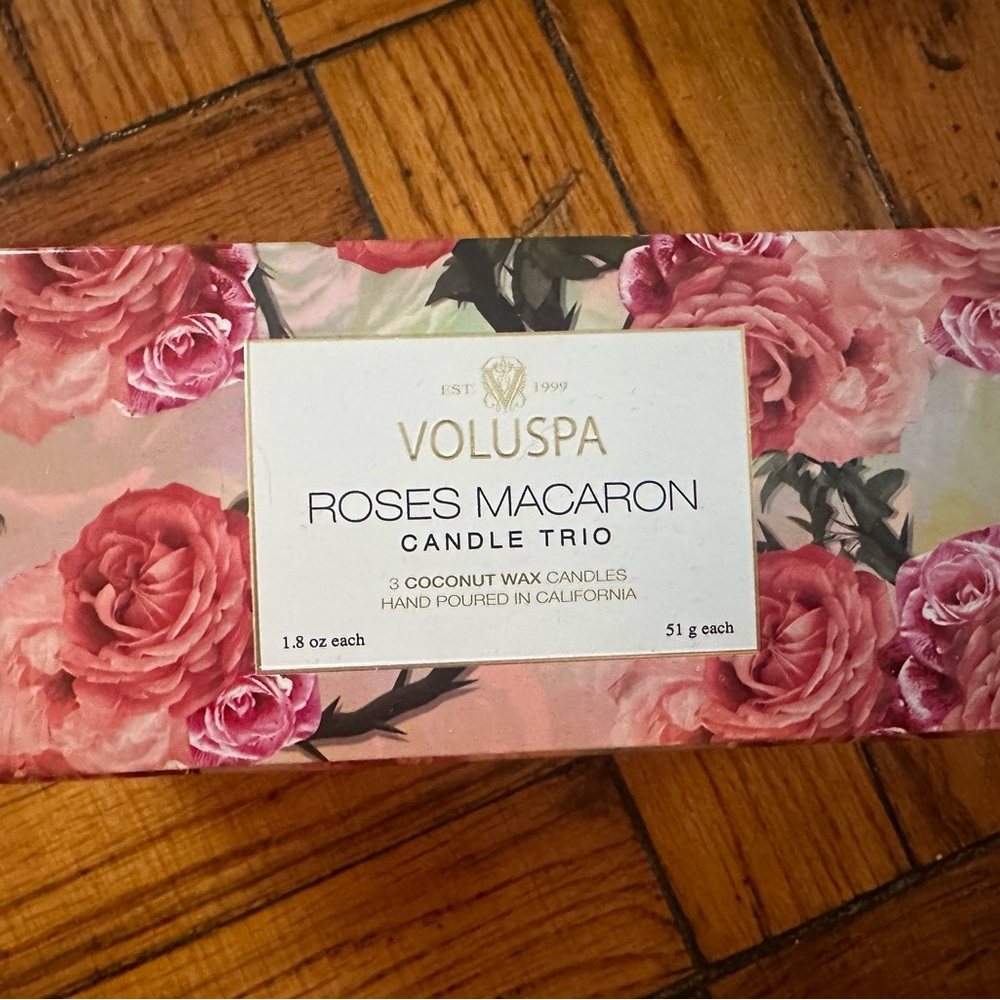 EST. 1999
VOLUSPA
ROSES MACARON
CANDLE TRIO
3 COCONUT WAX CANDLES
HAND POURED IN CALIFORNIA
1.8 oz each 51 g each